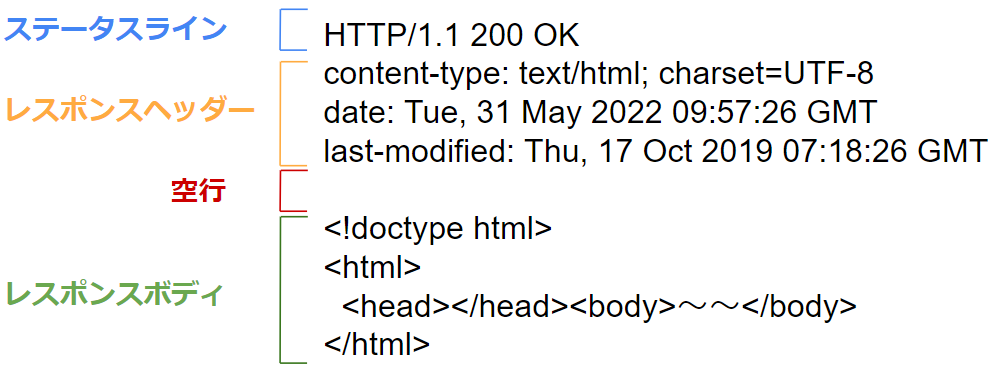 ステータスライン
HTTP/1.1 200 OK
レスポンスヘッダー
content-type: text/html; charset=UTF-8
date: Tue, 31 May 2022 09:57:26 GMT
last-modified: Thu, 17 Oct 2019 07:18:26 GMT
空行
レスポンスボディ
<!doctype html>
<html>
  <head></head><body>～～</body>
</html>